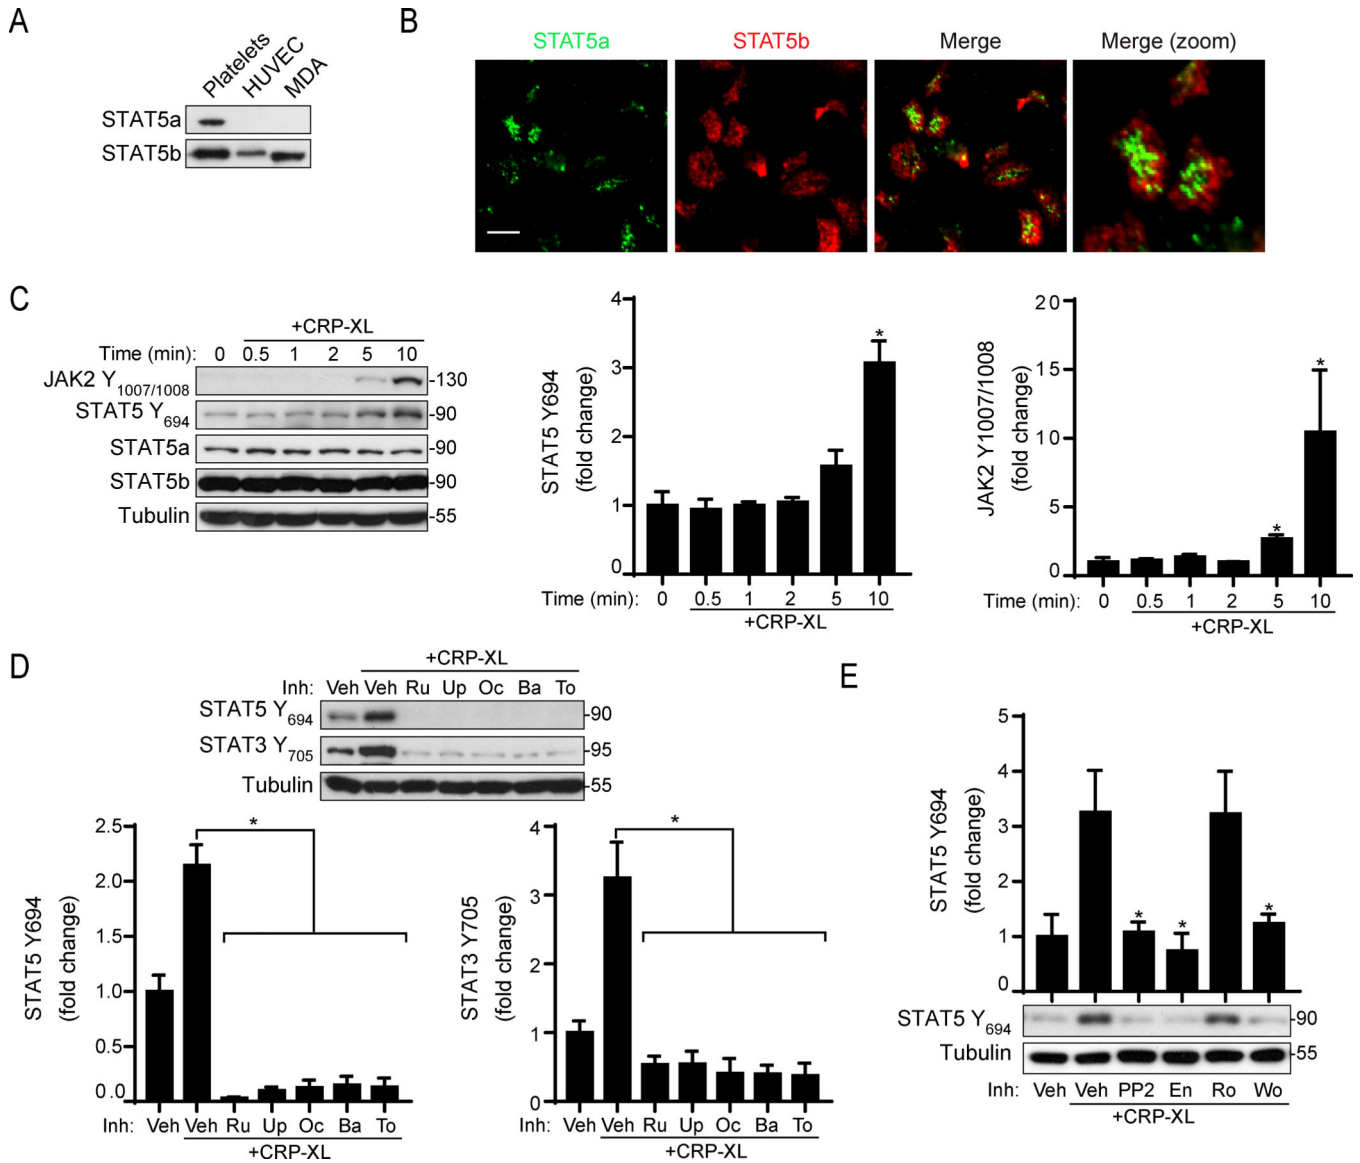 A
Platelets
HUVEC
MDA
STAT5a
STAT5b
B
STAT5a STAT5b Merge Merge (zoom)
C
+CRP-XL
Time (min): 0 0.5 1 2 5 10
JAK2 Y1007/1008 -130
STAT5 Y694 -90
STAT5a -90
STAT5b -90
Tubulin -55
STAT5 Y694
(fold change)
4
3
2
1
0
Time (min): 0 0.5 1 2 5 10
+CRP-XL
*
JAK2 Y1007/1008
(fold change)
20
15
10
5
0
Time (min): 0 0.5 1 2 5 10
+CRP-XL
*
*
D
+CRP-XL
Inh: Veh Veh Ru Up Oc Ba To
STAT5 Y694 -90
STAT3 Y705 -95
Tubulin -55
STAT5 Y694
(fold change)
2.5
2.0
1.5
1.0
0.5
0.0
*
Inh: Veh Veh Ru Up Oc Ba To
+CRP-XL
STAT3 Y705
(fold change)
4
3
2
1
0
*
Inh: Veh Veh Ru Up Oc Ba To
+CRP-XL
E
STAT5 Y694
(fold change)
5
4
3
2
1
0
* * *
STAT5 Y694 -90
Tubulin -55
Inh: Veh Veh PP2 En Ro Wo
+CRP-XL